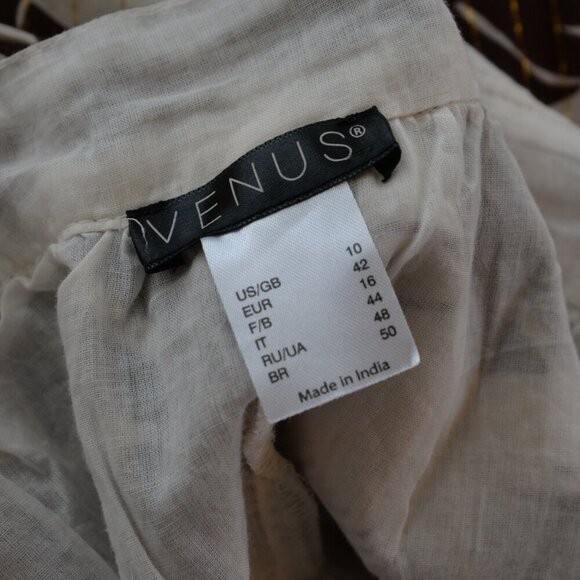 VENUS®
US/GB 10
EUR 42
F/B 16
IT 44
RU/UA 48
BR 50
Made in India